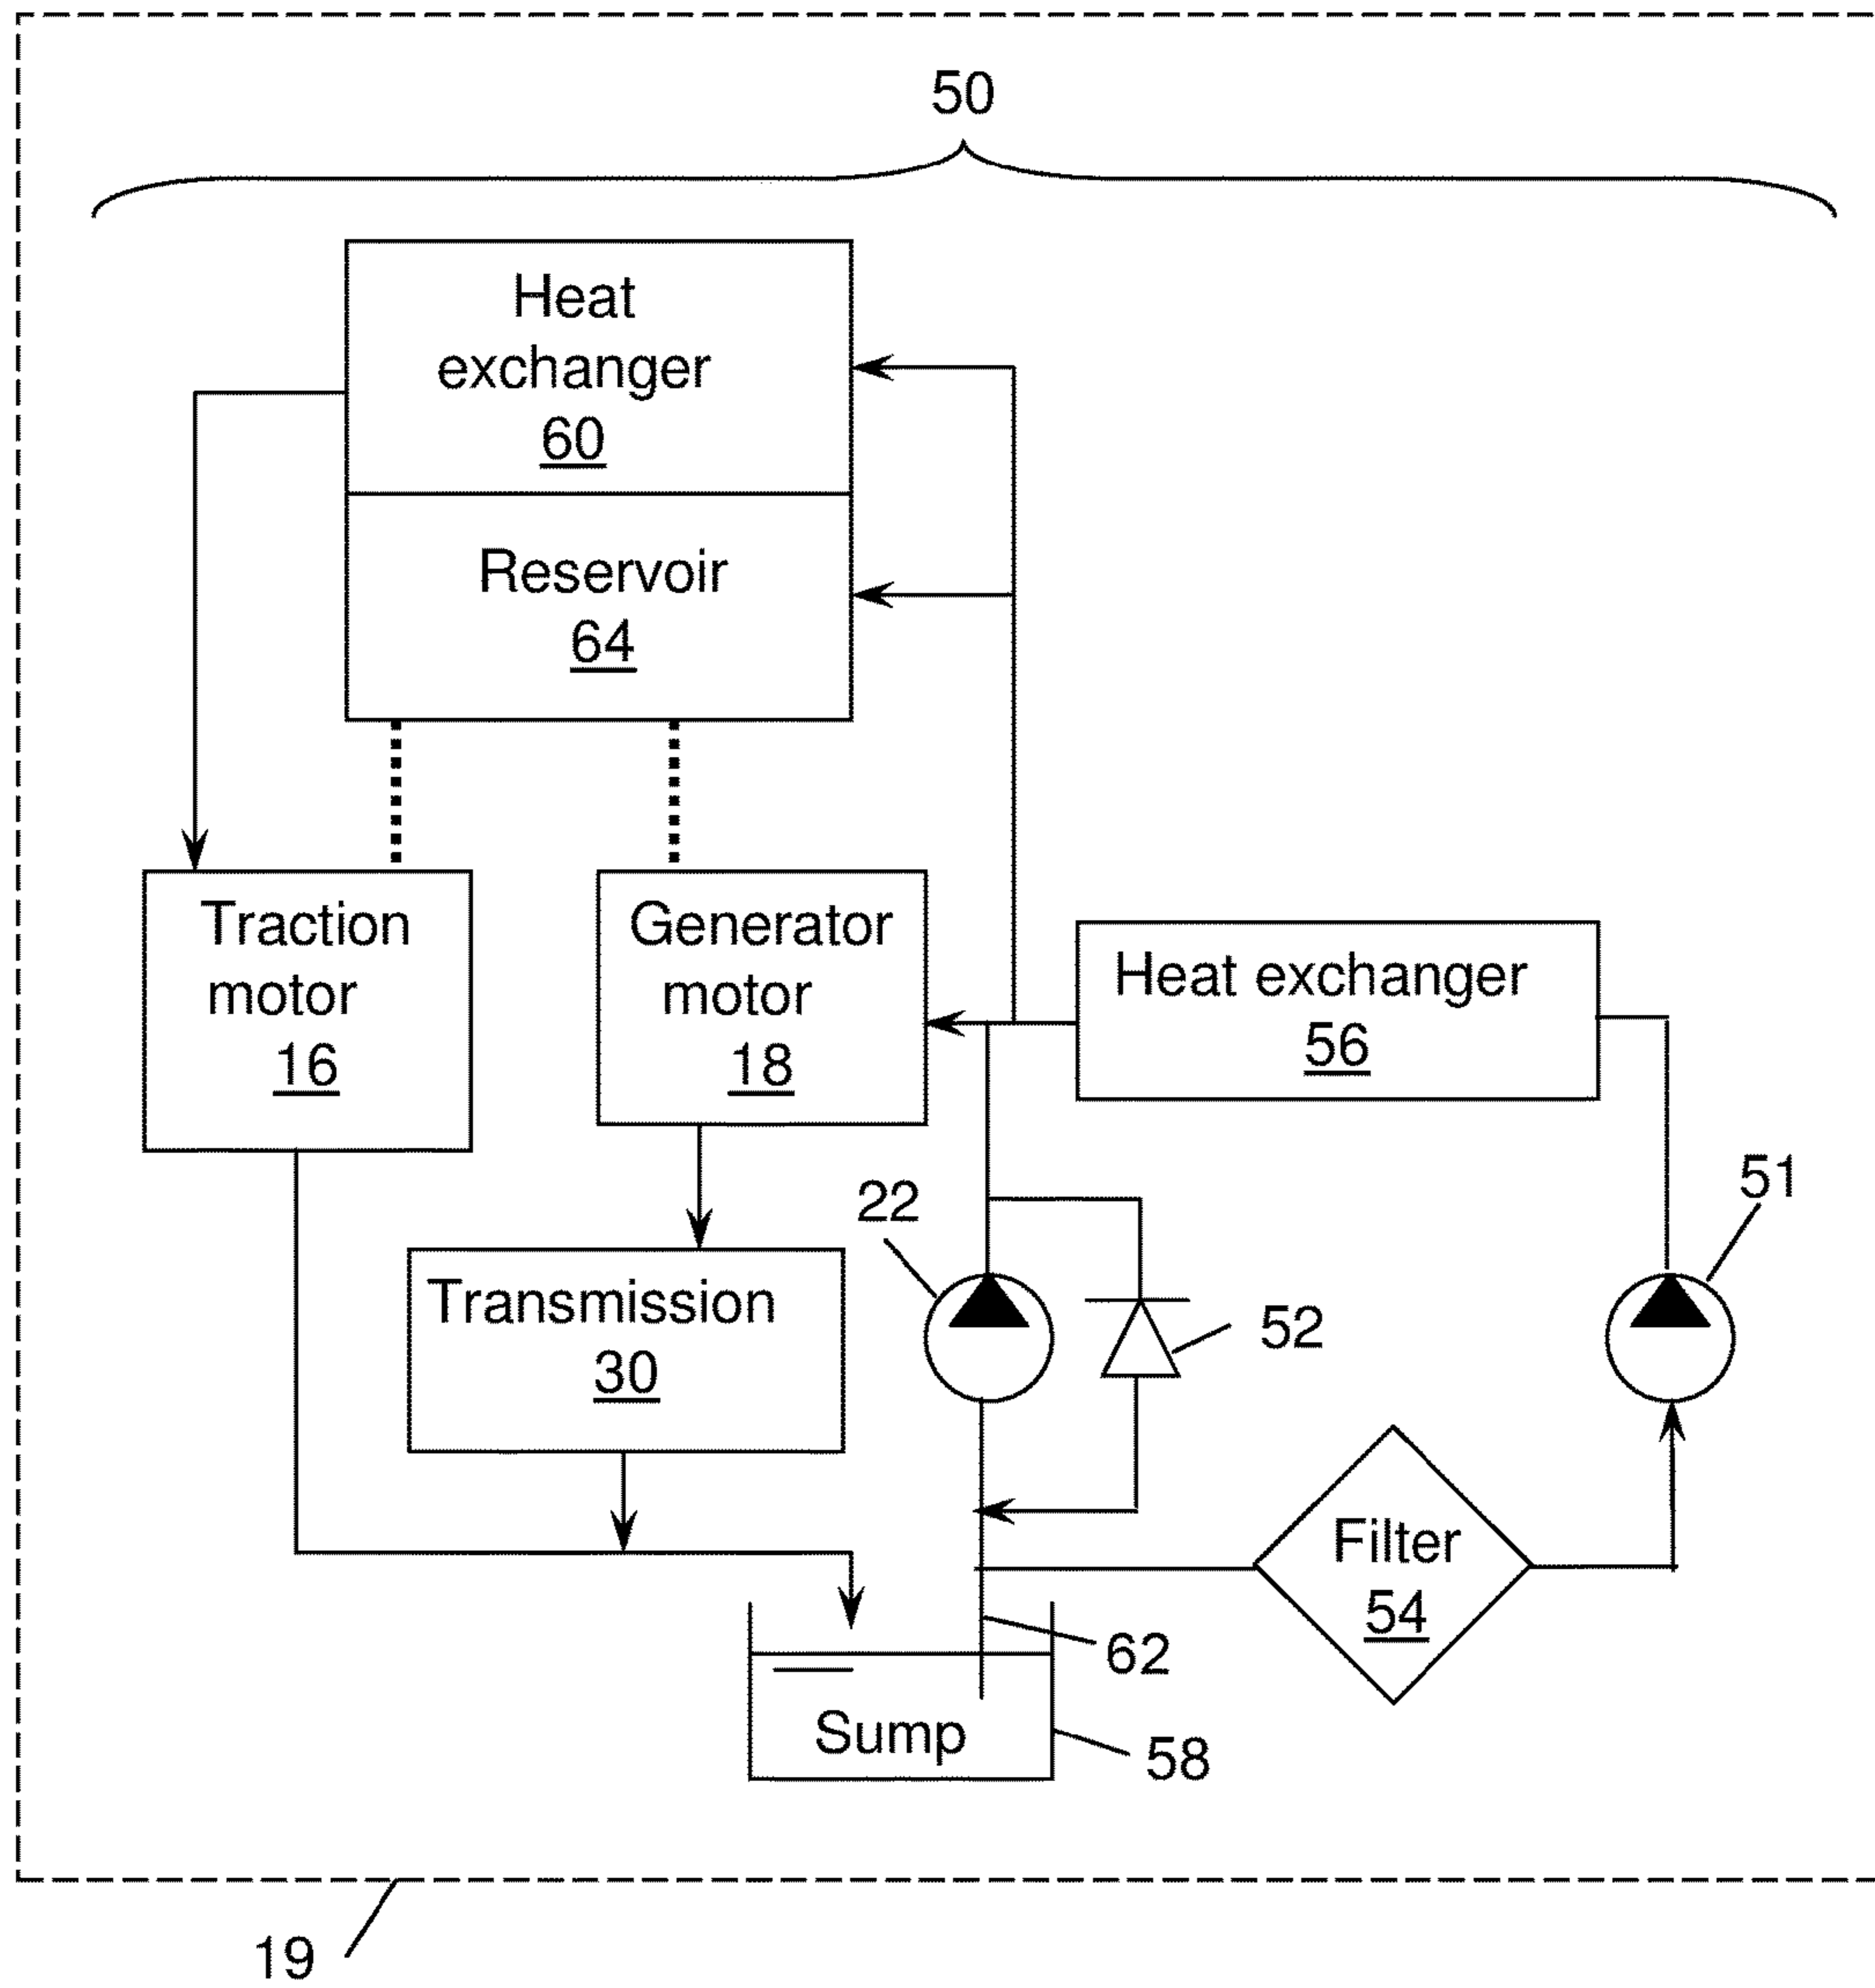 50
Heat
exchanger
60
Reservoir
64
Traction
motor
16
Generator
motor
18
Heat exchanger
56
51
22
Transmission
30
52
Filter
54
62
Sump
58
19